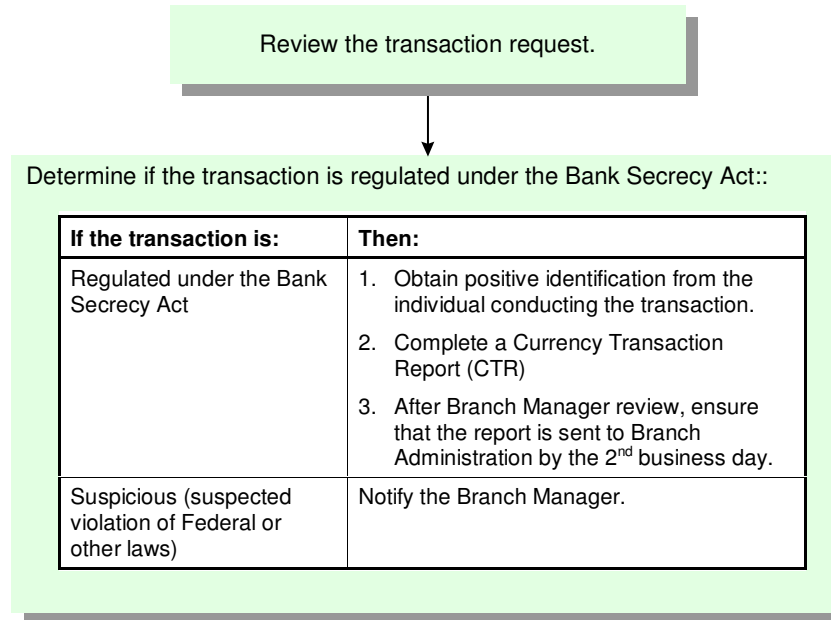 Review the transaction request.
Determine if the transaction is regulated under the Bank Secrecy Act::
If the transaction is:
Then:
Regulated under the Bank
Secrecy Act
1. Obtain positive identification from the
individual conducting the transaction.
2. Complete a Currency Transaction
Report (CTR)
3. After Branch Manager review, ensure
that the report is sent to Branch
Administration by the 2nd business day.
Suspicious (suspected
violation of Federal or
other laws)
Notify the Branch Manager.